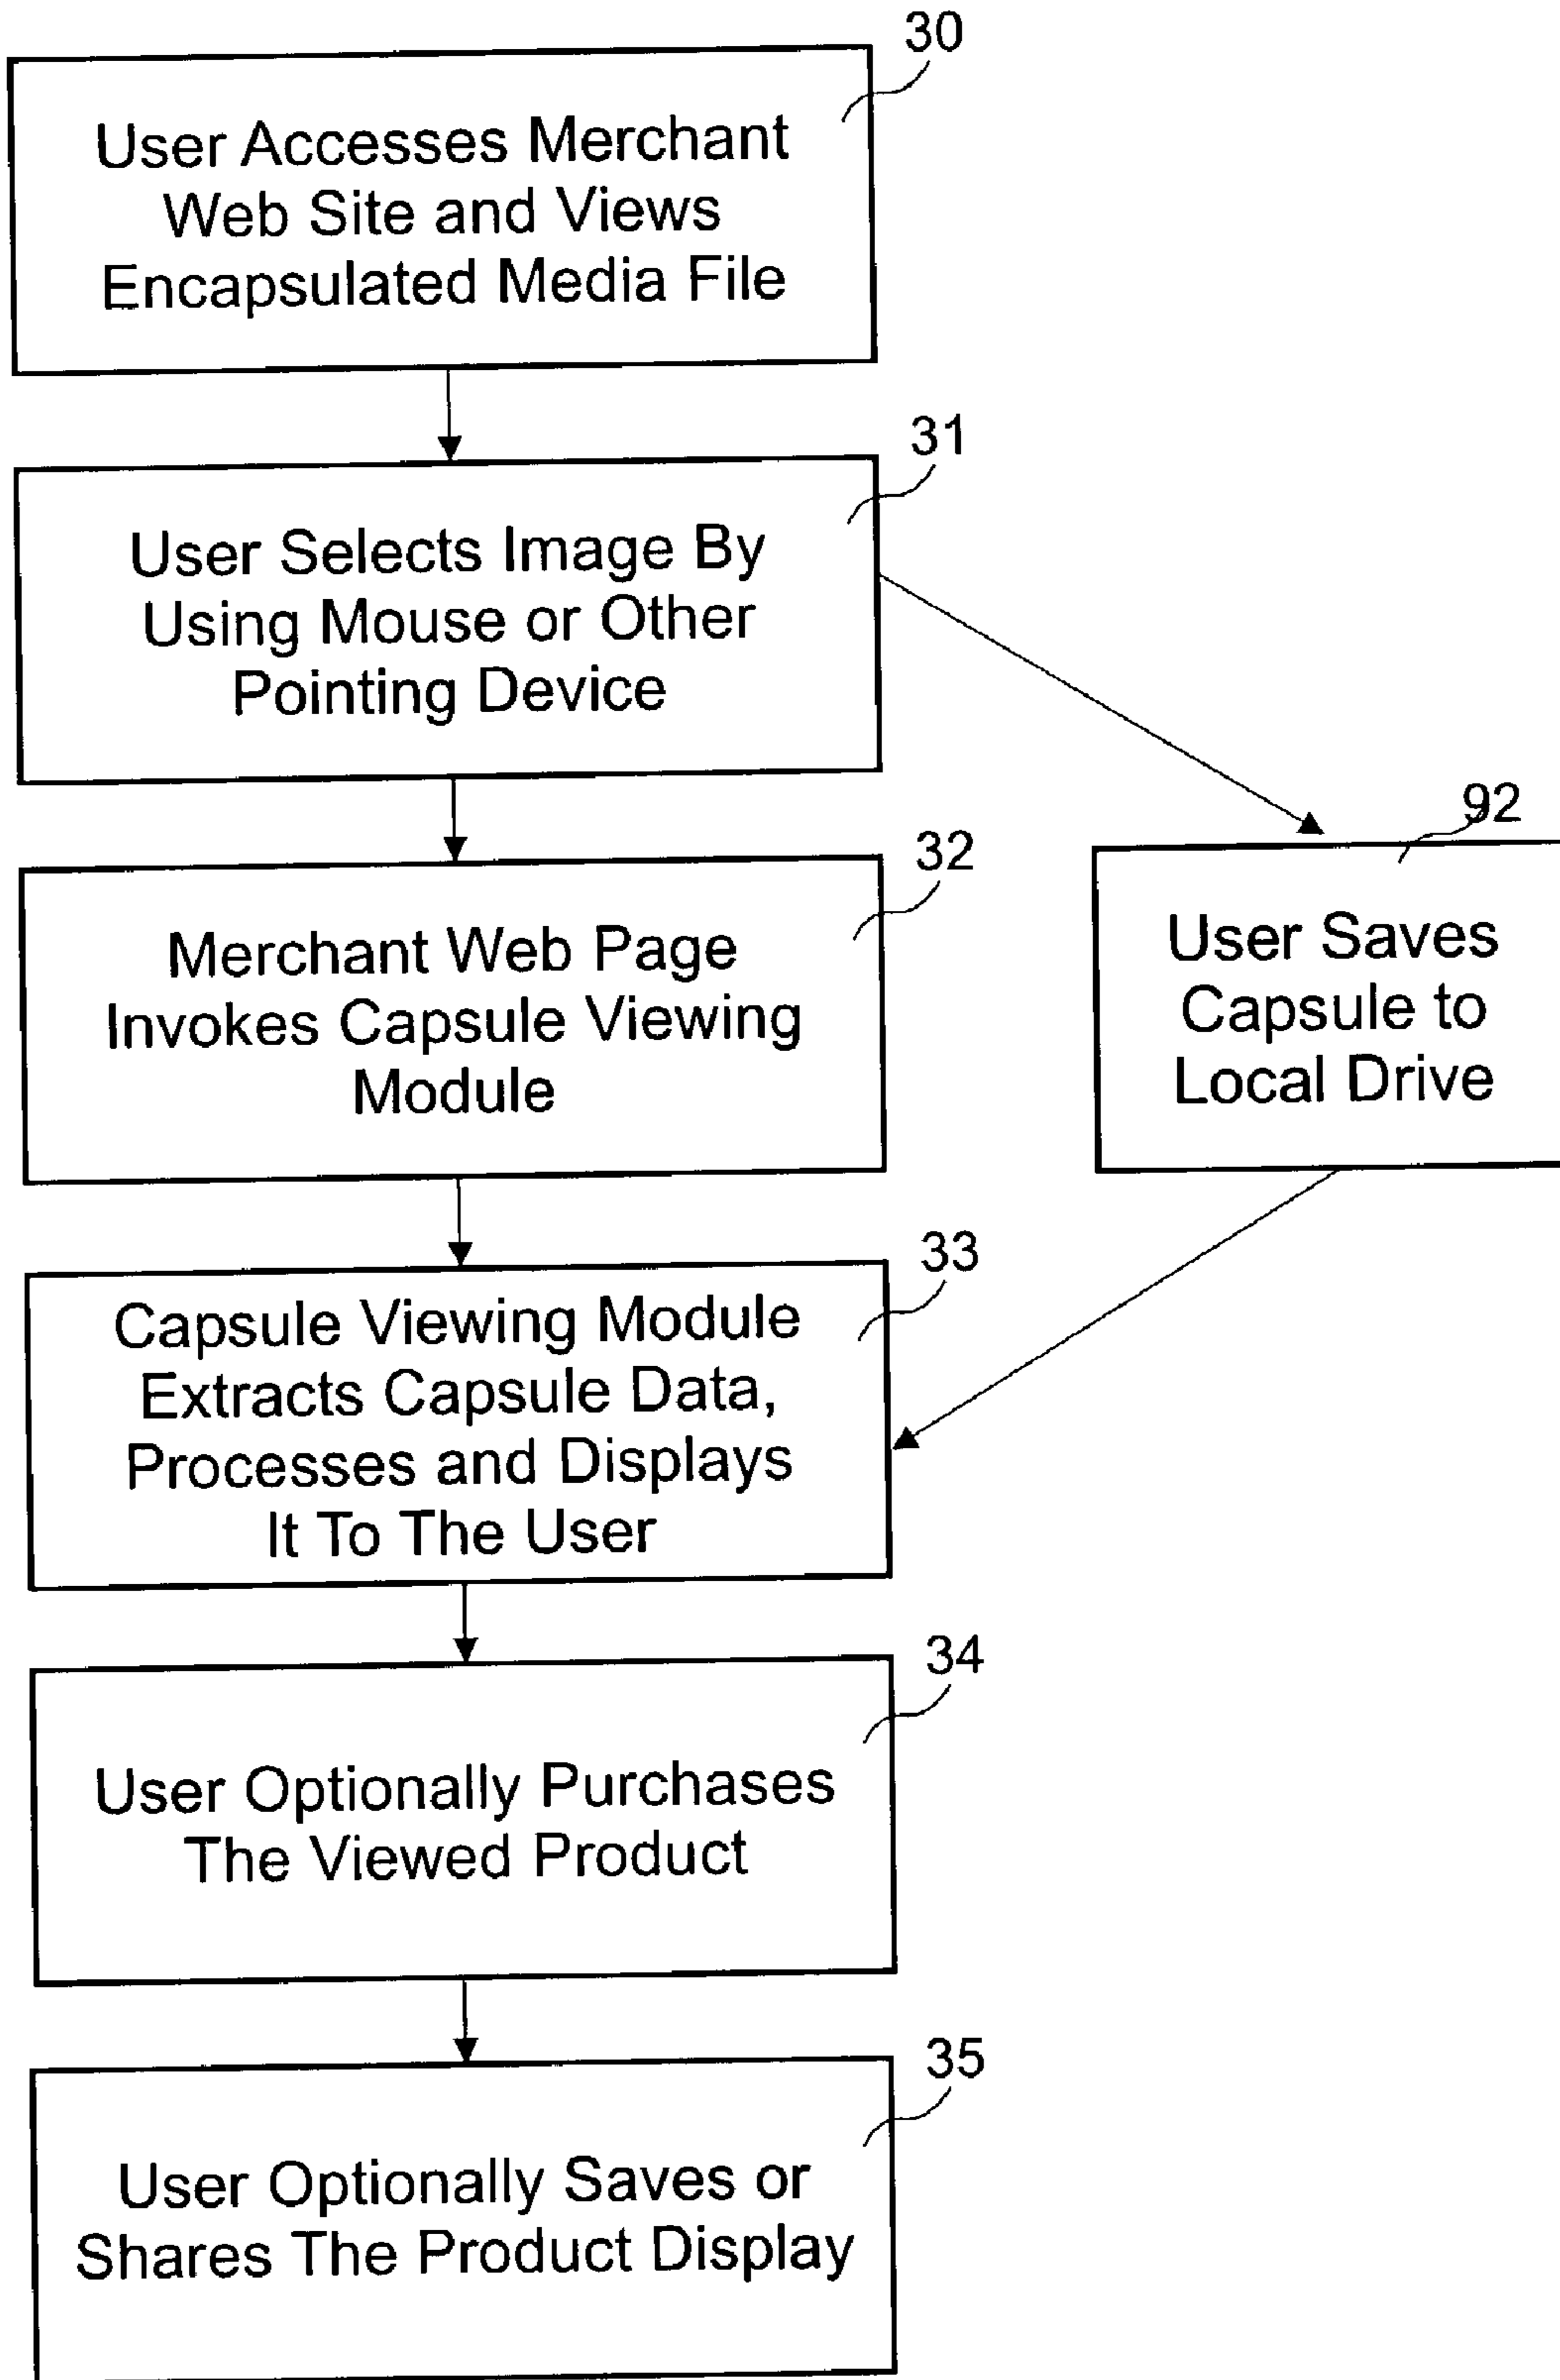 30
User Accesses Merchant
Web Site and Views
Encapsulated Media File
31
User Selects Image By
Using Mouse or Other
Pointing Device
32
Merchant Web Page
Invokes Capsule Viewing
Module
92
User Saves
Capsule to
Local Drive
33
Capsule Viewing Module
Extracts Capsule Data,
Processes and Displays
It To The User
34
User Optionally Purchases
The Viewed Product
35
User Optionally Saves or
Shares The Product Display